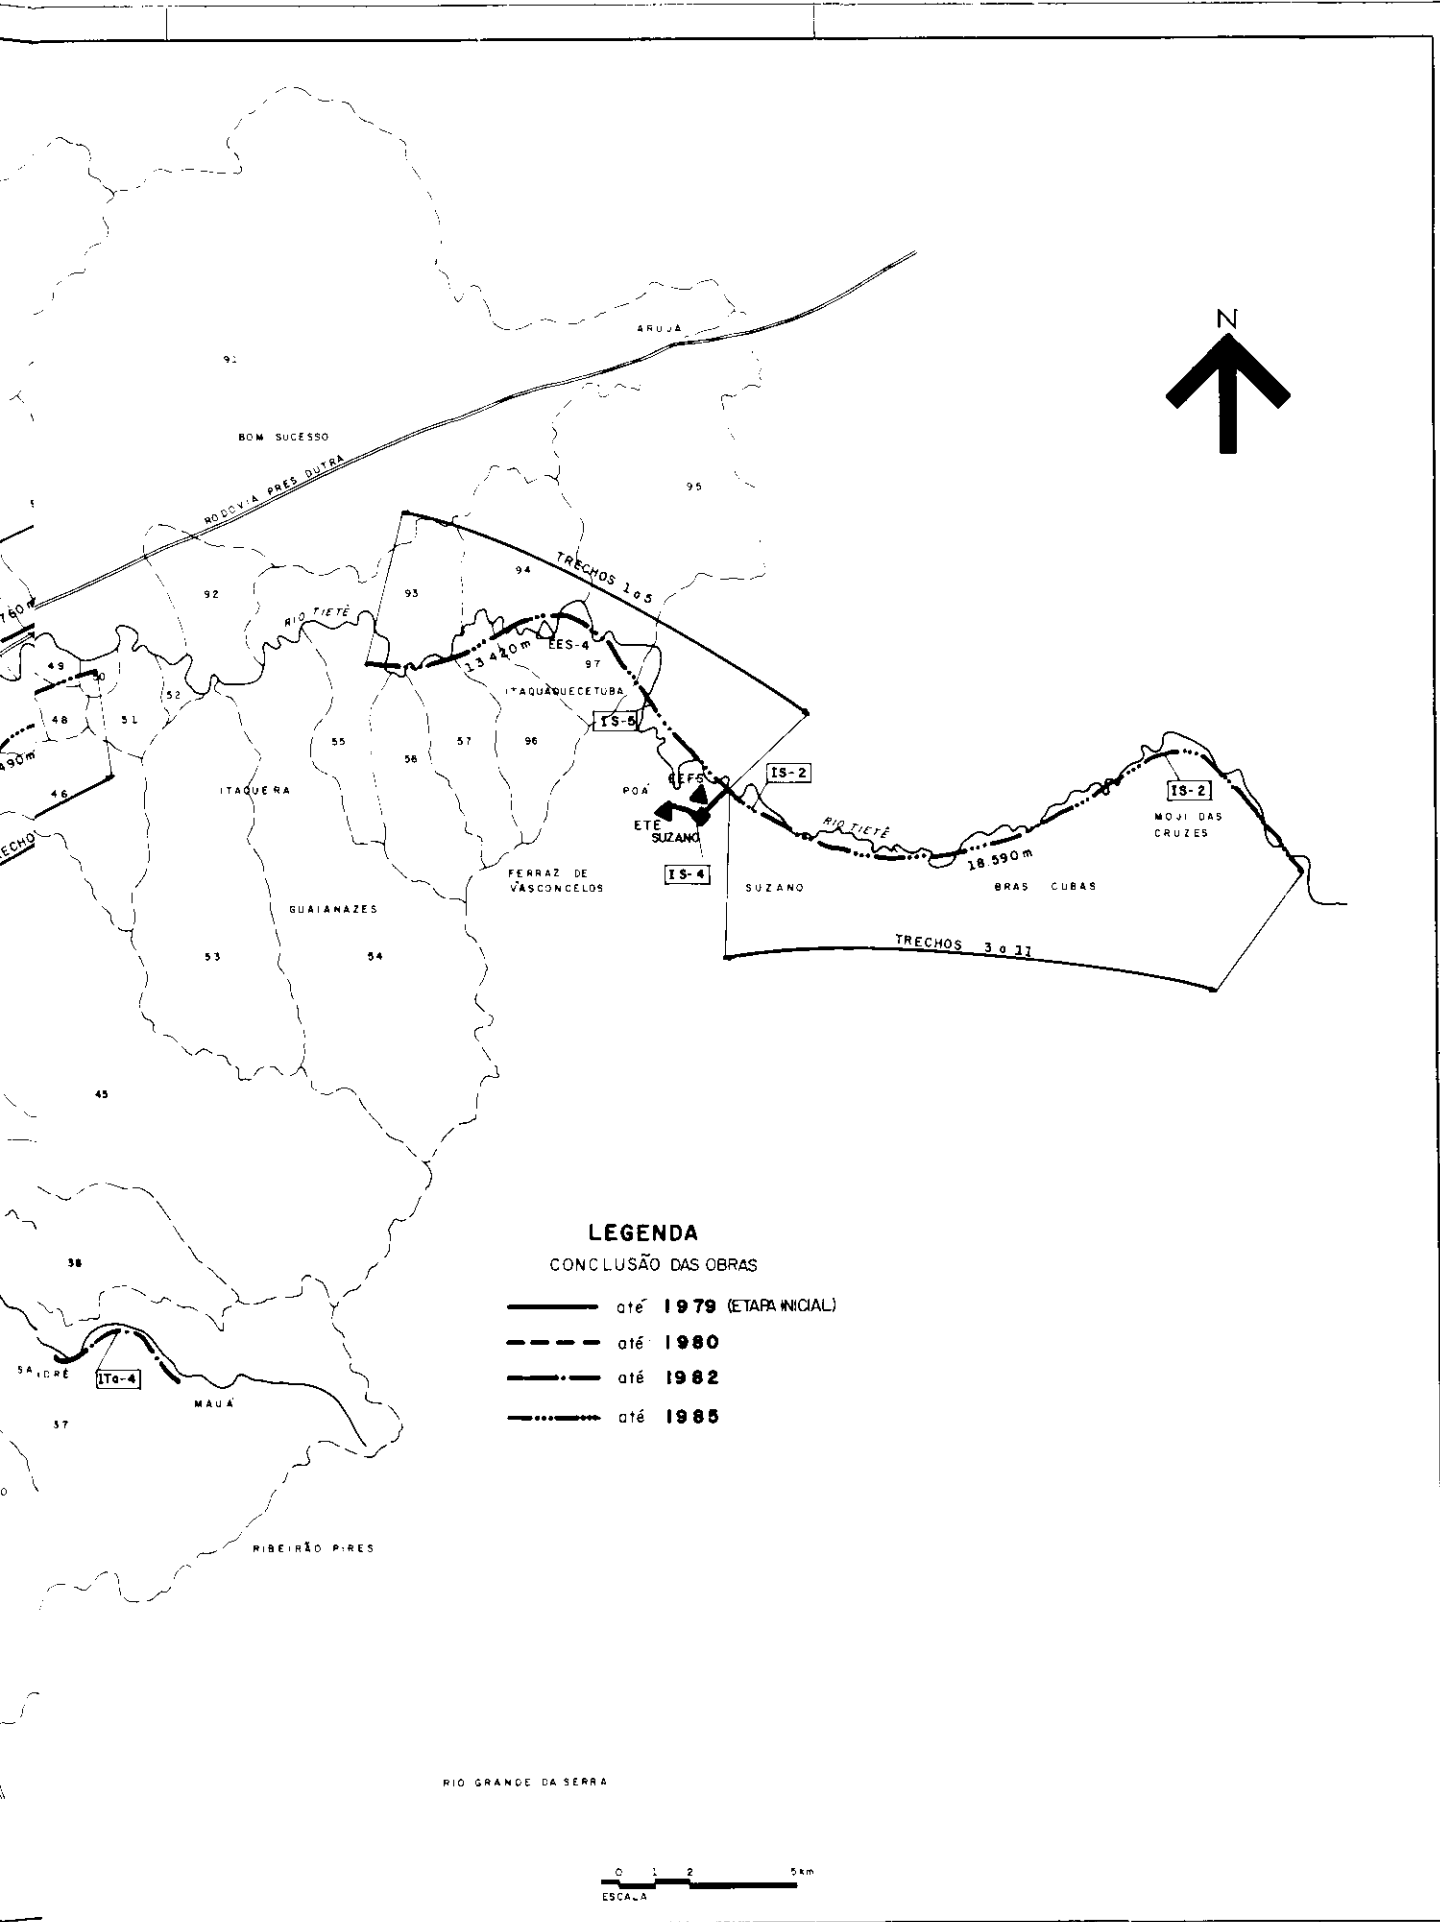 N
ARUJÁ
91
BOM SUCESSO
RODOVIA PRES DUTRA
95
TRECHOS 1 a 5
94
93
92
RIO TIETÊ
760m
13.420m
EES-4
97
49
50
52
ITAQUAQUECETUBA
48
51
IS-5
55
57
96
56
490m
46
ITAQUERA
POÁ
EEFS
IS-2
IS-2
ETE
SUZANO
RIO TIETÊ
MOJI DAS
CRUZES
18.590m
IS-4
FERRAZ DE
VASCONCELOS
SUZANO
BRAS CUBAS
GUAIANAZES
53
54
TRECHOS 3 a 11
45
38
LEGENDA
CONCLUSÃO DAS OBRAS
até 1979 (ETAPA INICIAL)
até 1980
até 1982
até 1985
ITa-4
MAUÁ
37
RIBEIRÃO PIRES
RIO GRANDE DA SERRA
0 1 2 5km
ESCALA